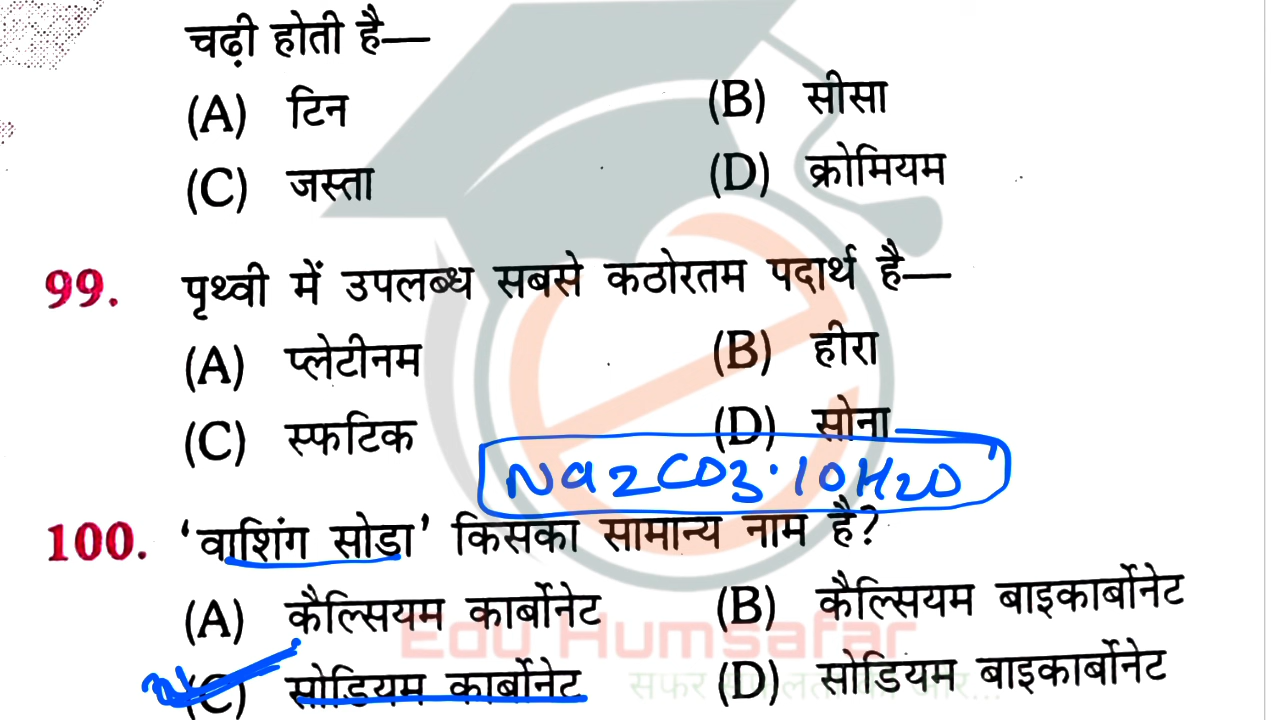 चढ़ी होती है—
(A) टिन (B) सीसा
(C) जस्ता (D) क्रोमियम
99. पृथ्वी में उपलब्ध सबसे कठोरतम पदार्थ है—
(A) प्लेटीनम (B) हीरा
(C) स्फटिक (D) सोना
Na2CO3·10H2O
100. 'वाशिंग सोडा' किसका सामान्य नाम है?
(A) कैल्सियम कार्बोनेट (B) कैल्सियम बाइकार्बोनेट
Edu Humsafar
(C) सोडियम कार्बोनेट (D) सोडियम बाइकार्बोनेट